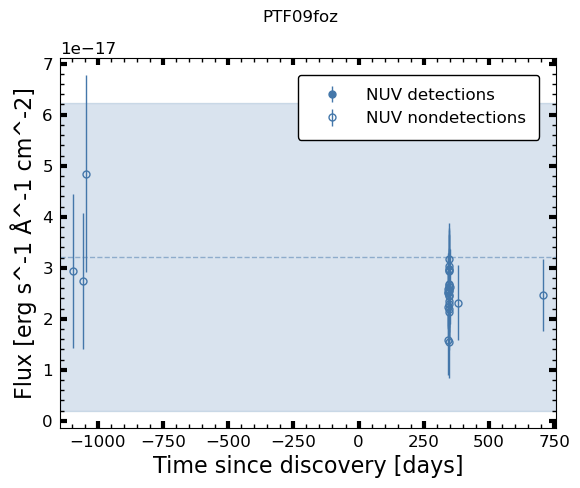 PTF09foz
1e−17
7
6
5
4
3
2
1
0
Flux [erg s^-1 Å^-1 cm^-2]
NUV detections
NUV nondetections
−1000 −750 −500 −250 0 250 500 750
Time since discovery [days]